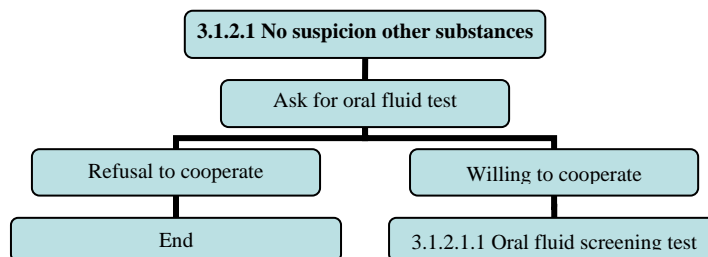 3.1.2.1 No suspicion other substances
Ask for oral fluid test
Refusal to cooperate
Willing to cooperate
End
3.1.2.1.1 Oral fluid screening test